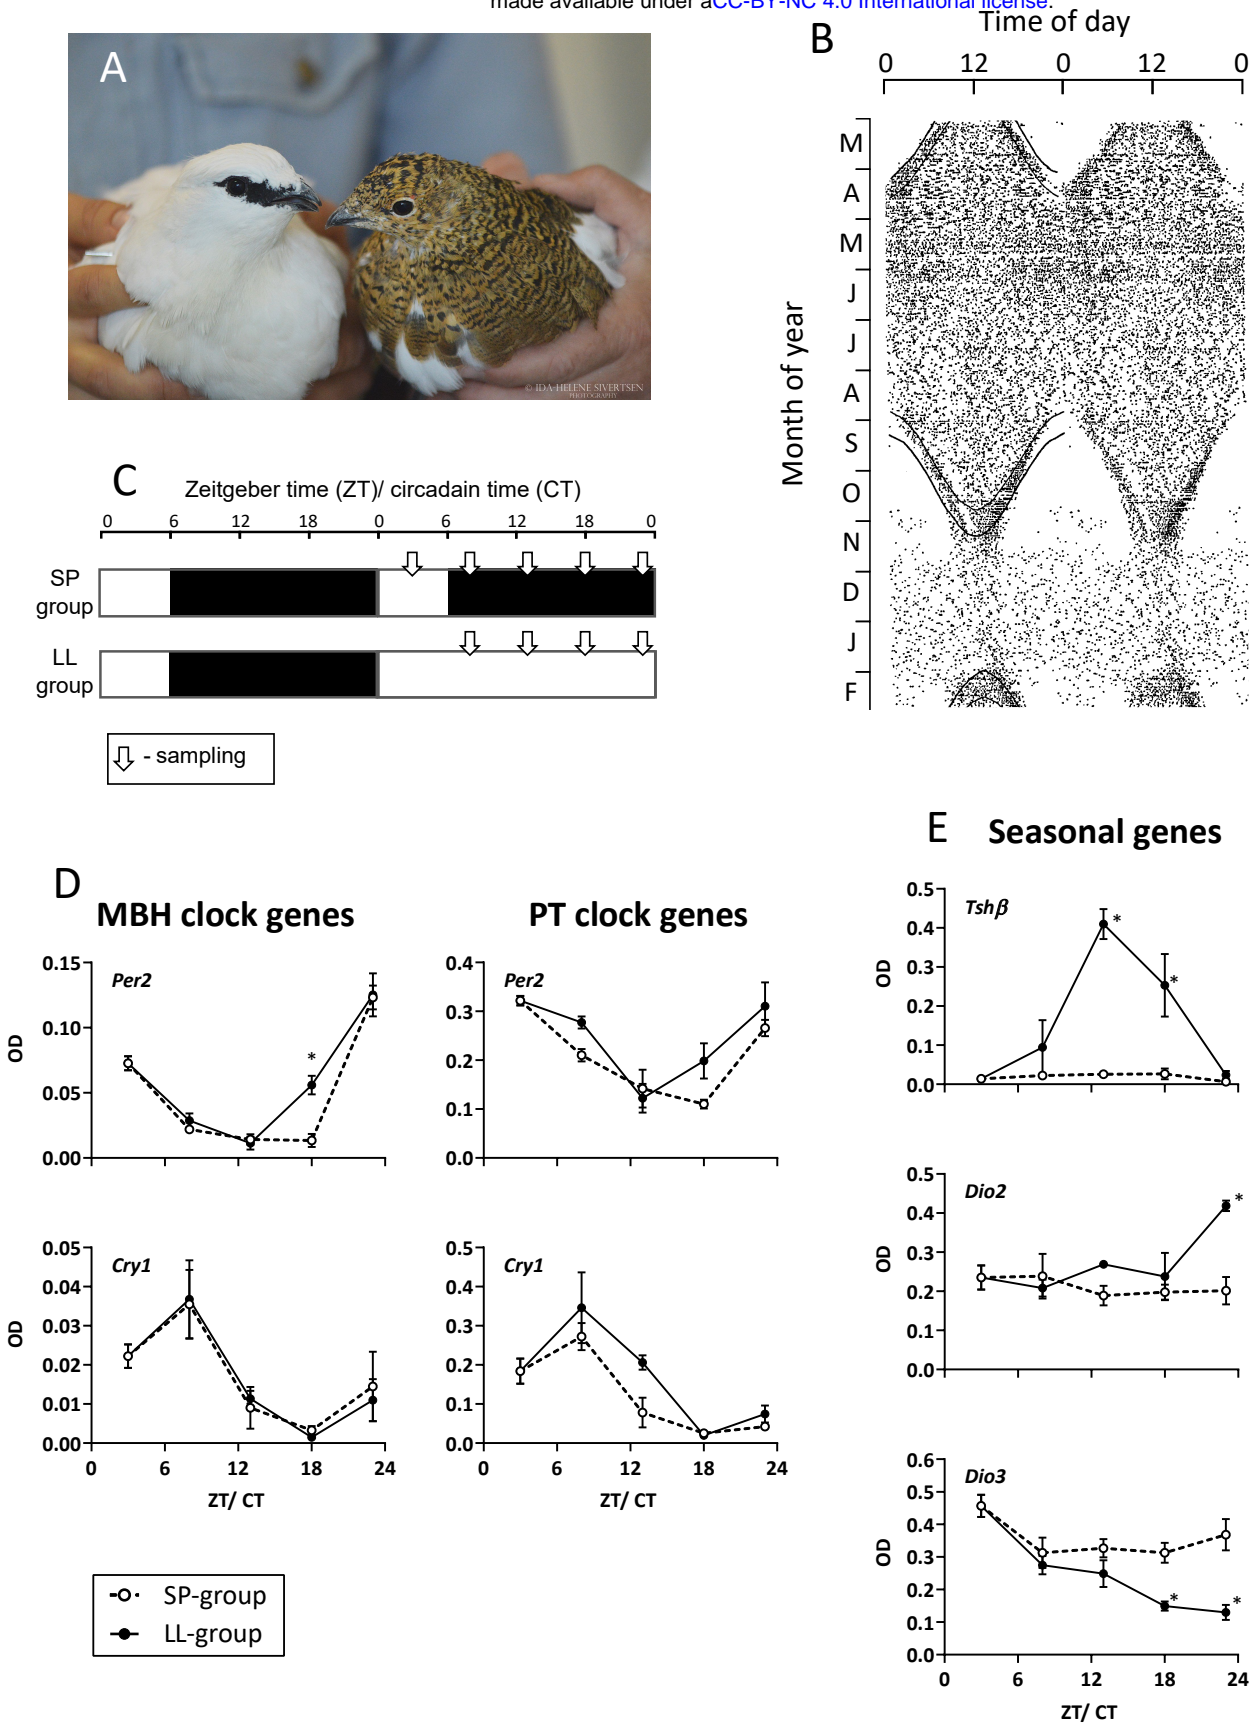 made available under aCC-BY-NC 4.0 International license.
A
© IDA-HELENE SIVERTSEN
PHOTOGRAPHY
B
Time of day
0 12 0 12 0
Month of year
M
A
M
J
J
A
S
O
N
D
J
F
C
Zeitgeber time (ZT)/ circadain time (CT)
0 6 12 18 0 6 12 18 0
SP
group
LL
group
- sampling
D
MBH clock genes
PT clock genes
Per2
OD
0.15
0.10
0.05
0.00
*
Per2
0.4
0.3
0.2
0.1
0.0
Cry1
OD
0.05
0.04
0.03
0.02
0.01
0.00
0 6 12 18 24
ZT/ CT
Cry1
0.5
0.4
0.3
0.2
0.1
0.0
0 6 12 18 24
ZT/ CT
SP-group
LL-group
E
Seasonal genes
Tshβ
OD
0.5
0.4
0.3
0.2
0.1
0.0
*
*
Dio2
OD
0.5
0.4
0.3
0.2
0.1
0.0
*
Dio3
OD
0.6
0.5
0.4
0.3
0.2
0.1
0.0
*
*
0 6 12 18 24
ZT/ CT